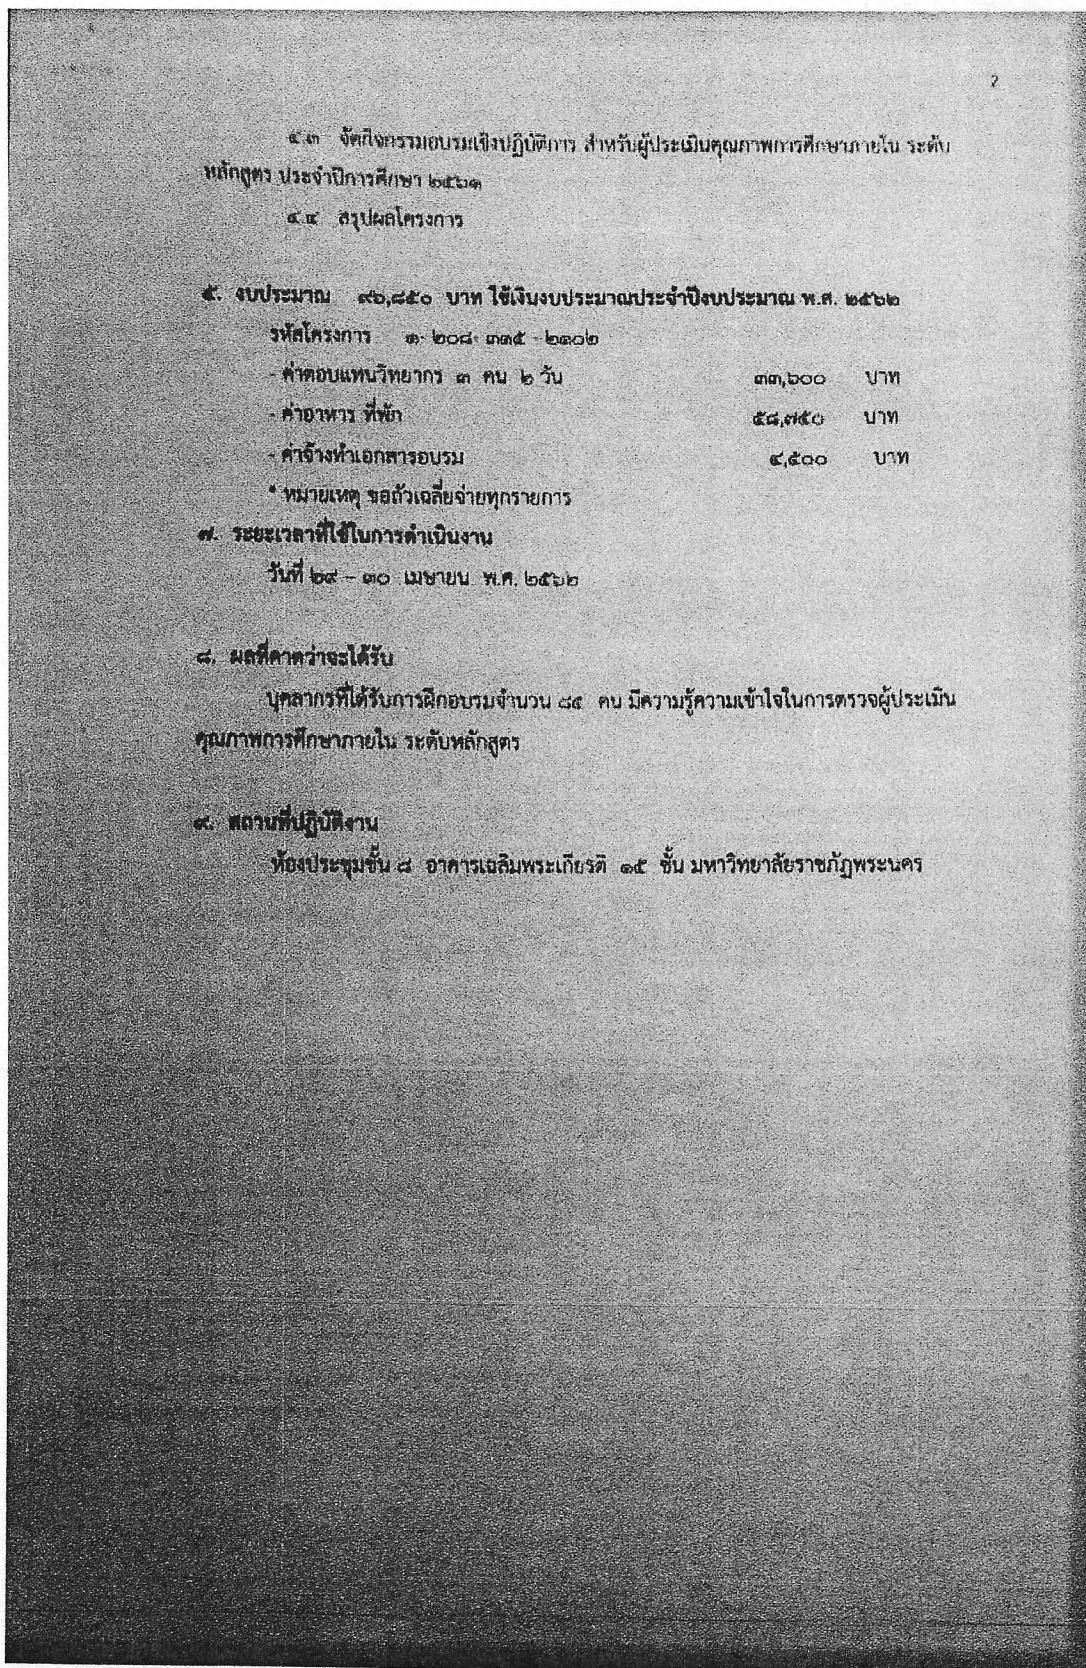 2
๔.๓ จัดกิจกรรมอบรมเชิงปฏิบัติการ สำหรับผู้ประเมินคุณภาพการศึกษาภายใน ระดับ
หลักสูตร ประจำปีการศึกษา ๒๕๖๑
๔.๔ สรุปผลโครงการ
๕. งบประมาณ ๙๖,๘๕๐ บาท ใช้เงินงบประมาณประจำปีงบประมาณ พ.ศ. ๒๕๖๒
รหัสโครงการ ๑- ๒๐๘- ๓๓๕ - ๒๓๐๒
- ค่าตอบแทนวิทยากร ๓ คน ๒ วัน ๓๓,๖๐๐ บาท
- ค่าอาหาร ที่พัก ๕๘,๗๕๐ บาท
- ค่าจ้างทำเอกสารอบรม ๔,๕๐๐ บาท
* หมายเหตุ ขอถัวเฉลี่ยจ่ายทุกรายการ
๗. ระยะเวลาที่ใช้ในการดำเนินงาน
วันที่ ๒๙ – ๓๐ เมษายน พ.ศ. ๒๕๖๒
๘. ผลที่คาดว่าจะได้รับ
บุคลากรที่ได้รับการฝึกอบรมจำนวน ๘๕ คน มีความรู้ความเข้าใจในการตรวจผู้ประเมิน
คุณภาพการศึกษาภายใน ระดับหลักสูตร
๙. สถานที่ปฏิบัติงาน
ห้องประชุมชั้น ๘ อาคารเฉลิมพระเกียรติ ๑๕ ชั้น มหาวิทยาลัยราชภัฏพระนคร